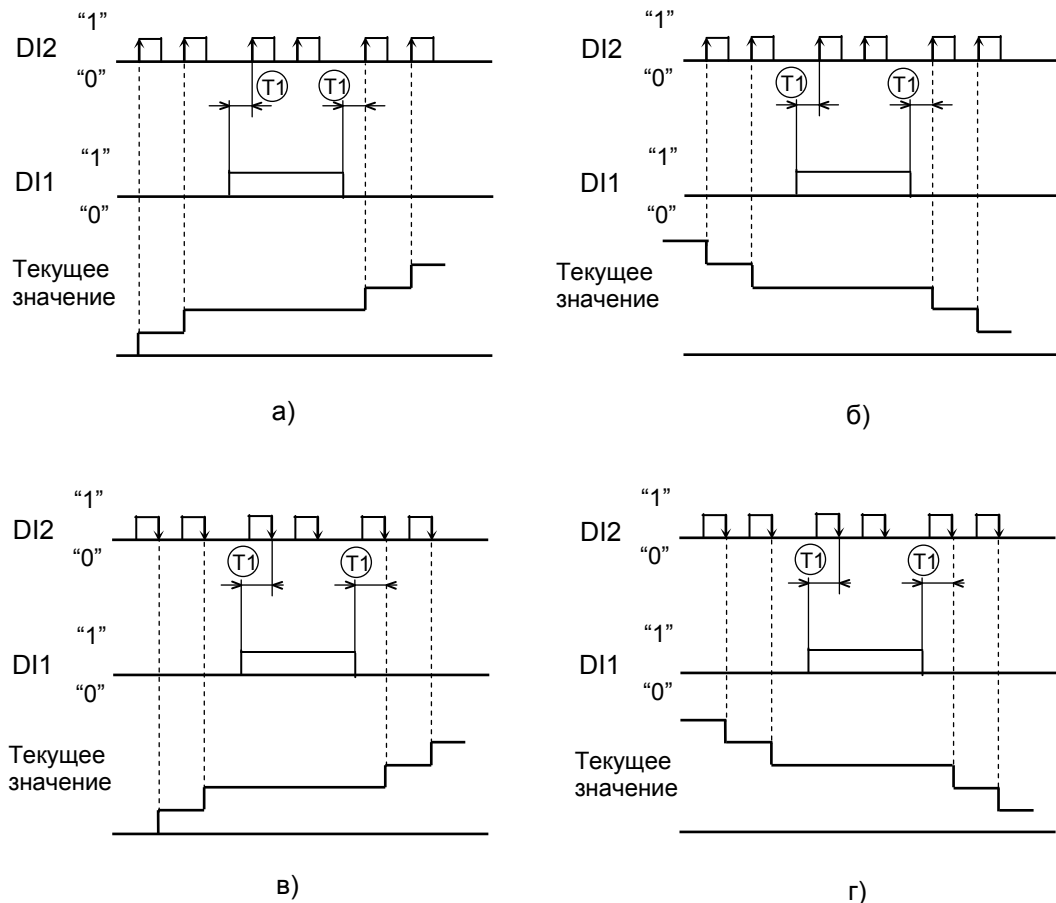 “1”
DI2
“0”
T1 T1
“1”
DI1
“0”
Текущее
значение
а)
“1”
DI2
“0”
T1 T1
“1”
DI1
“0”
Текущее
значение
б)
“1”
DI2
“0”
T1 T1
“1”
DI1
“0”
Текущее
значение
в)
“1”
DI2
“0”
T1 T1
“1”
DI1
“0”
Текущее
значение
г)